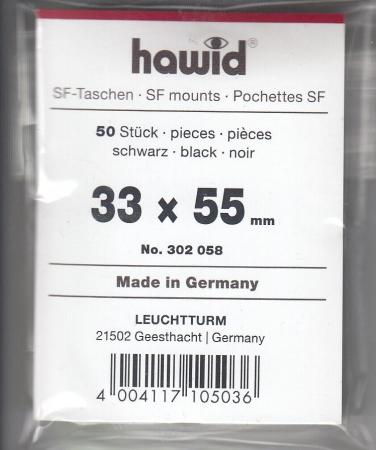 hawid®
SF-Taschen · SF mounts · Pochettes SF
50 Stück · pieces · pièces
schwarz · black · noir
33 x 55 mm
No. 302 058
Made in Germany
LEUCHTTURM
21502 Geesthacht | Germany
4 004117 105036